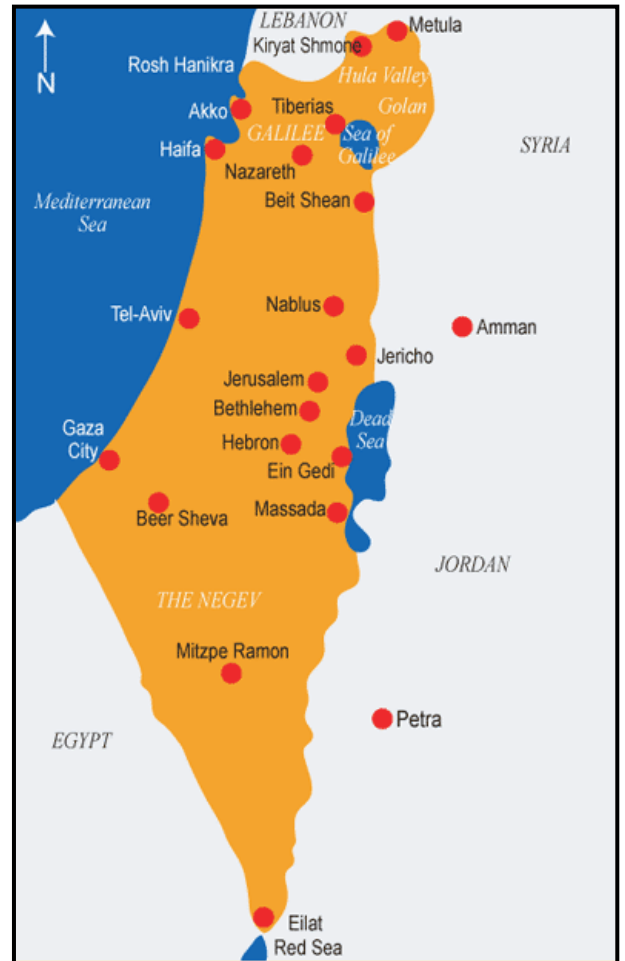 LEBANON
Metula
Kiryat Shmone
Rosh Hanikra
Hula Valley
Akko
Tiberias
Golan
GALILEE
Sea of
Galilee
Haifa
Nazareth
SYRIA
Beit Shean
Mediterranean
Sea
Nablus
Tel-Aviv
Amman
Jericho
Jerusalem
Bethlehem
Dead
Sea
Gaza
City
Hebron
Ein Gedi
Massada
Beer Sheva
JORDAN
THE NEGEV
Mitzpe Ramon
Petra
EGYPT
Eilat
Red Sea
N